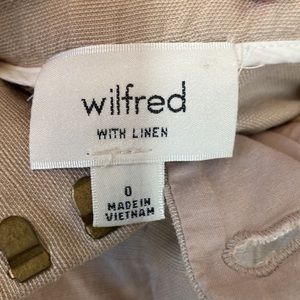 wilfred
WITH LINEN
0
MADE IN
VIETNAM